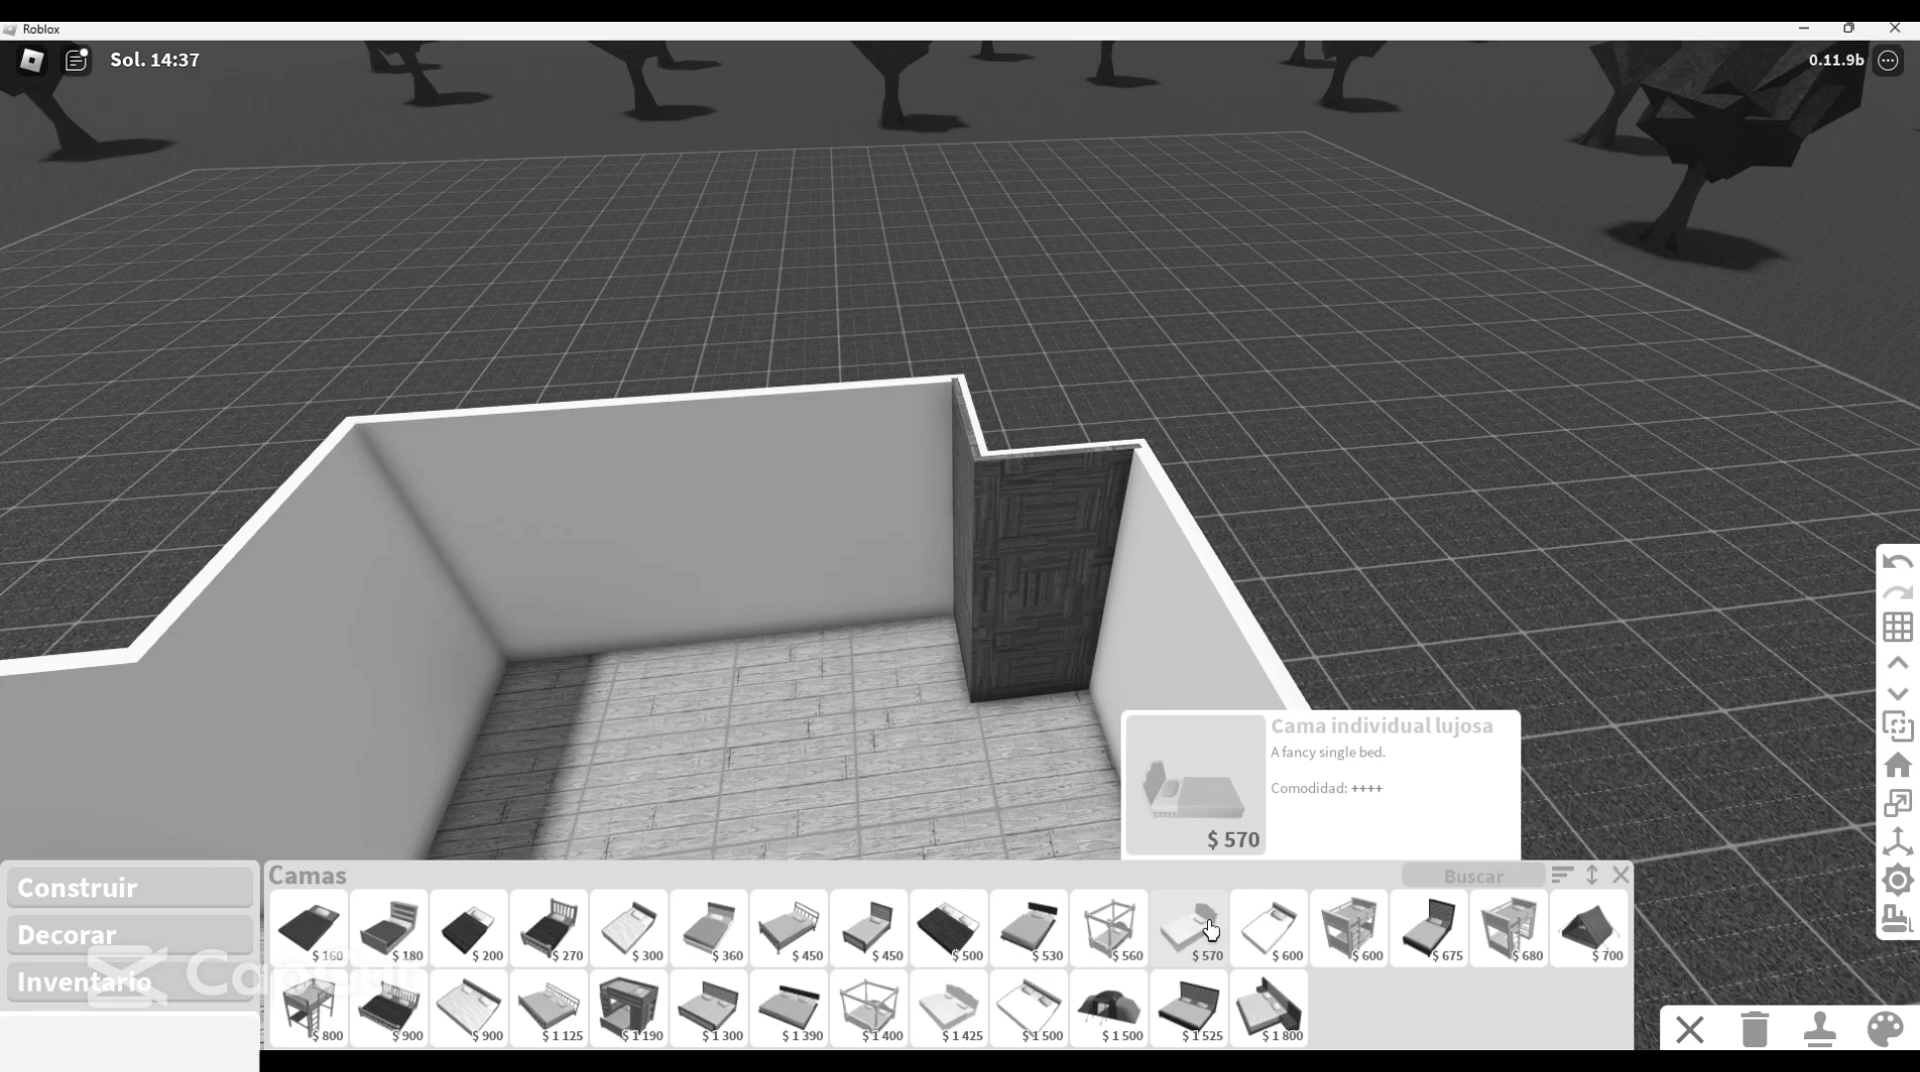 Roblox
Sol. 14:37
0.11.9b
Cama individual lujosa
A fancy single bed.
Comodidad: ++++
$ 570
Construir
Decorar
Inventario
Camas
Buscar
$ 160
$ 180
$ 200
$ 270
$ 300
$ 360
$ 450
$ 450
$ 500
$ 530
$ 560
$ 570
$ 600
$ 600
$ 675
$ 680
$ 700
$ 800
$ 900
$ 900
$ 1 125
$ 1 190
$ 1 300
$ 1 390
$ 1 400
$ 1 425
$ 1 500
$ 1 500
$ 1 525
$ 1 800
CapCut